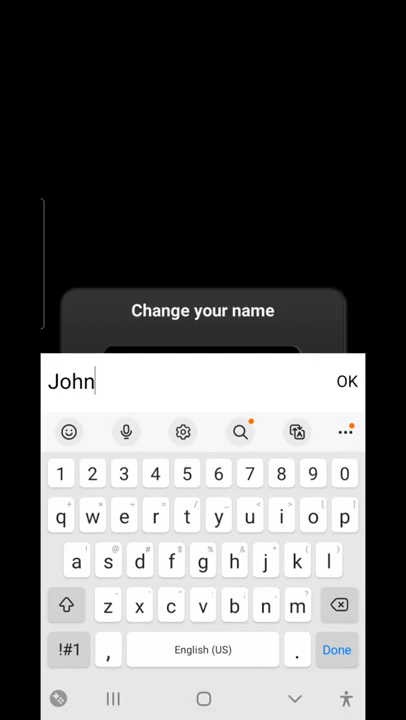 Change your name
John
OK
1 2 3 4 5 6 7 8 9 0
q w e r t y u i o p
a s d f g h j k l
z x c v b n m
!#1 , English (US) . Done